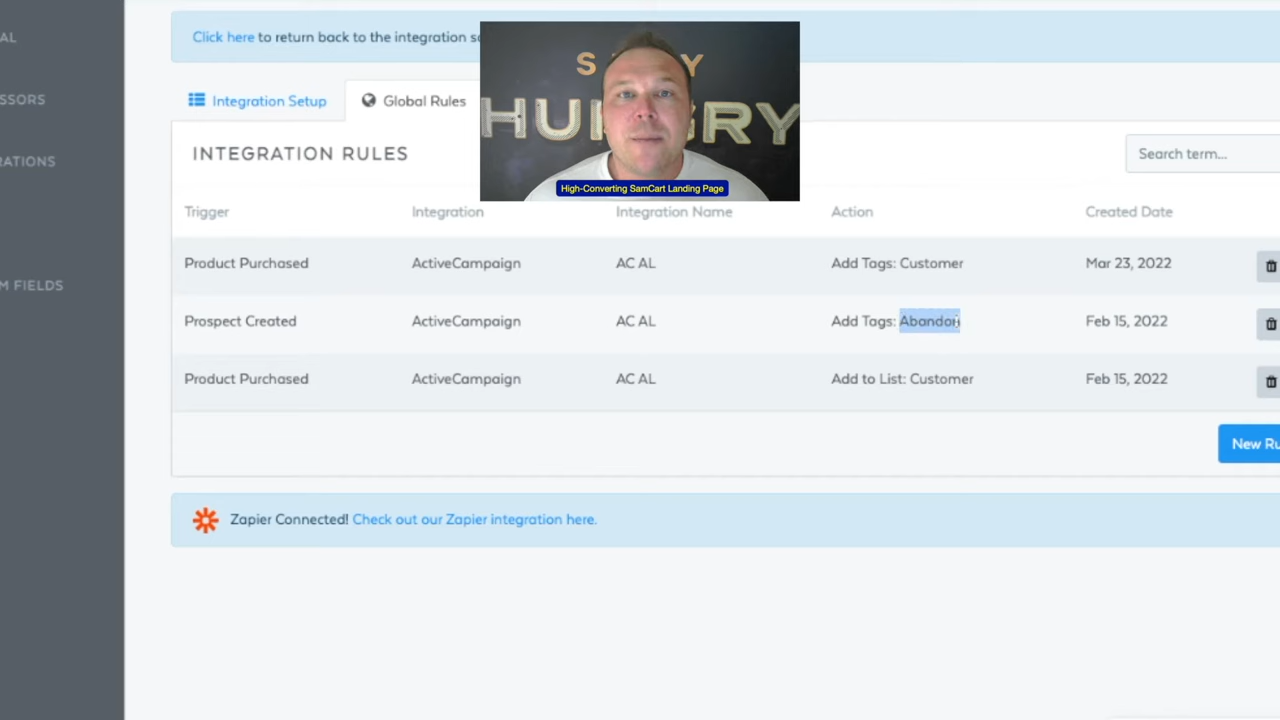 AL
SSORS
RATIONS
M FIELDS
Click here to return back to the integration s
Integration Setup
Global Rules
INTEGRATION RULES
Search term...
S Y
HUNGRY
High-Converting SamCart Landing Page
Trigger Integration Integration Name Action Created Date
Product Purchased ActiveCampaign AC AL Add Tags: Customer Mar 23, 2022
Prospect Created ActiveCampaign AC AL Add Tags: Abandon Feb 15, 2022
Product Purchased ActiveCampaign AC AL Add to List: Customer Feb 15, 2022
New Ru
Zapier Connected! Check out our Zapier integration here.